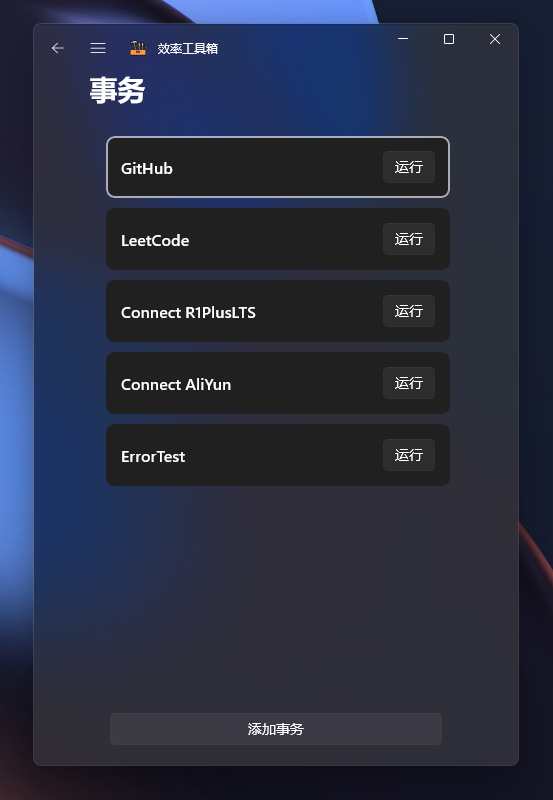 效率工具箱
事务
GitHub 运行
LeetCode 运行
Connect R1PlusLTS 运行
Connect AliYun 运行
ErrorTest 运行
添加事务